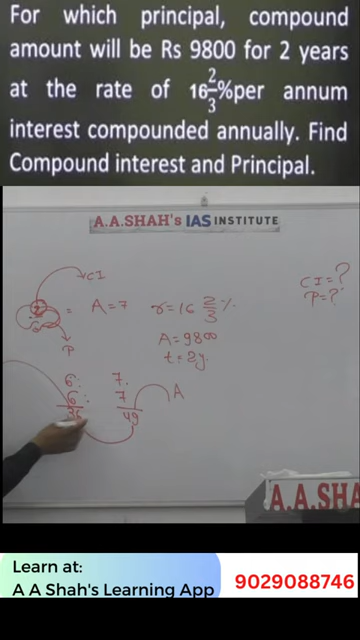 For which principal, compound
amount will be Rs 9800 for 2 years
at the rate of 16 2/3 %per annum
interest compounded annually. Find
Compound interest and Principal.
A.A.SHAH's IAS INSTITUTE
CI
= A=7
r=16 2/3 %
CI=?
P=?
A=9800
P
t=2y.
6: 7.
6: 7
36 49
A
A.A.SHA
Learn at:
A A Shah's Learning App
9029088746